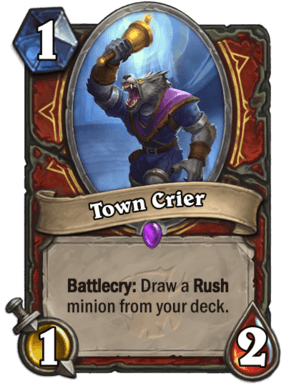 1
Town Crier
Battlecry: Draw a Rush
minion from your deck.
1
2